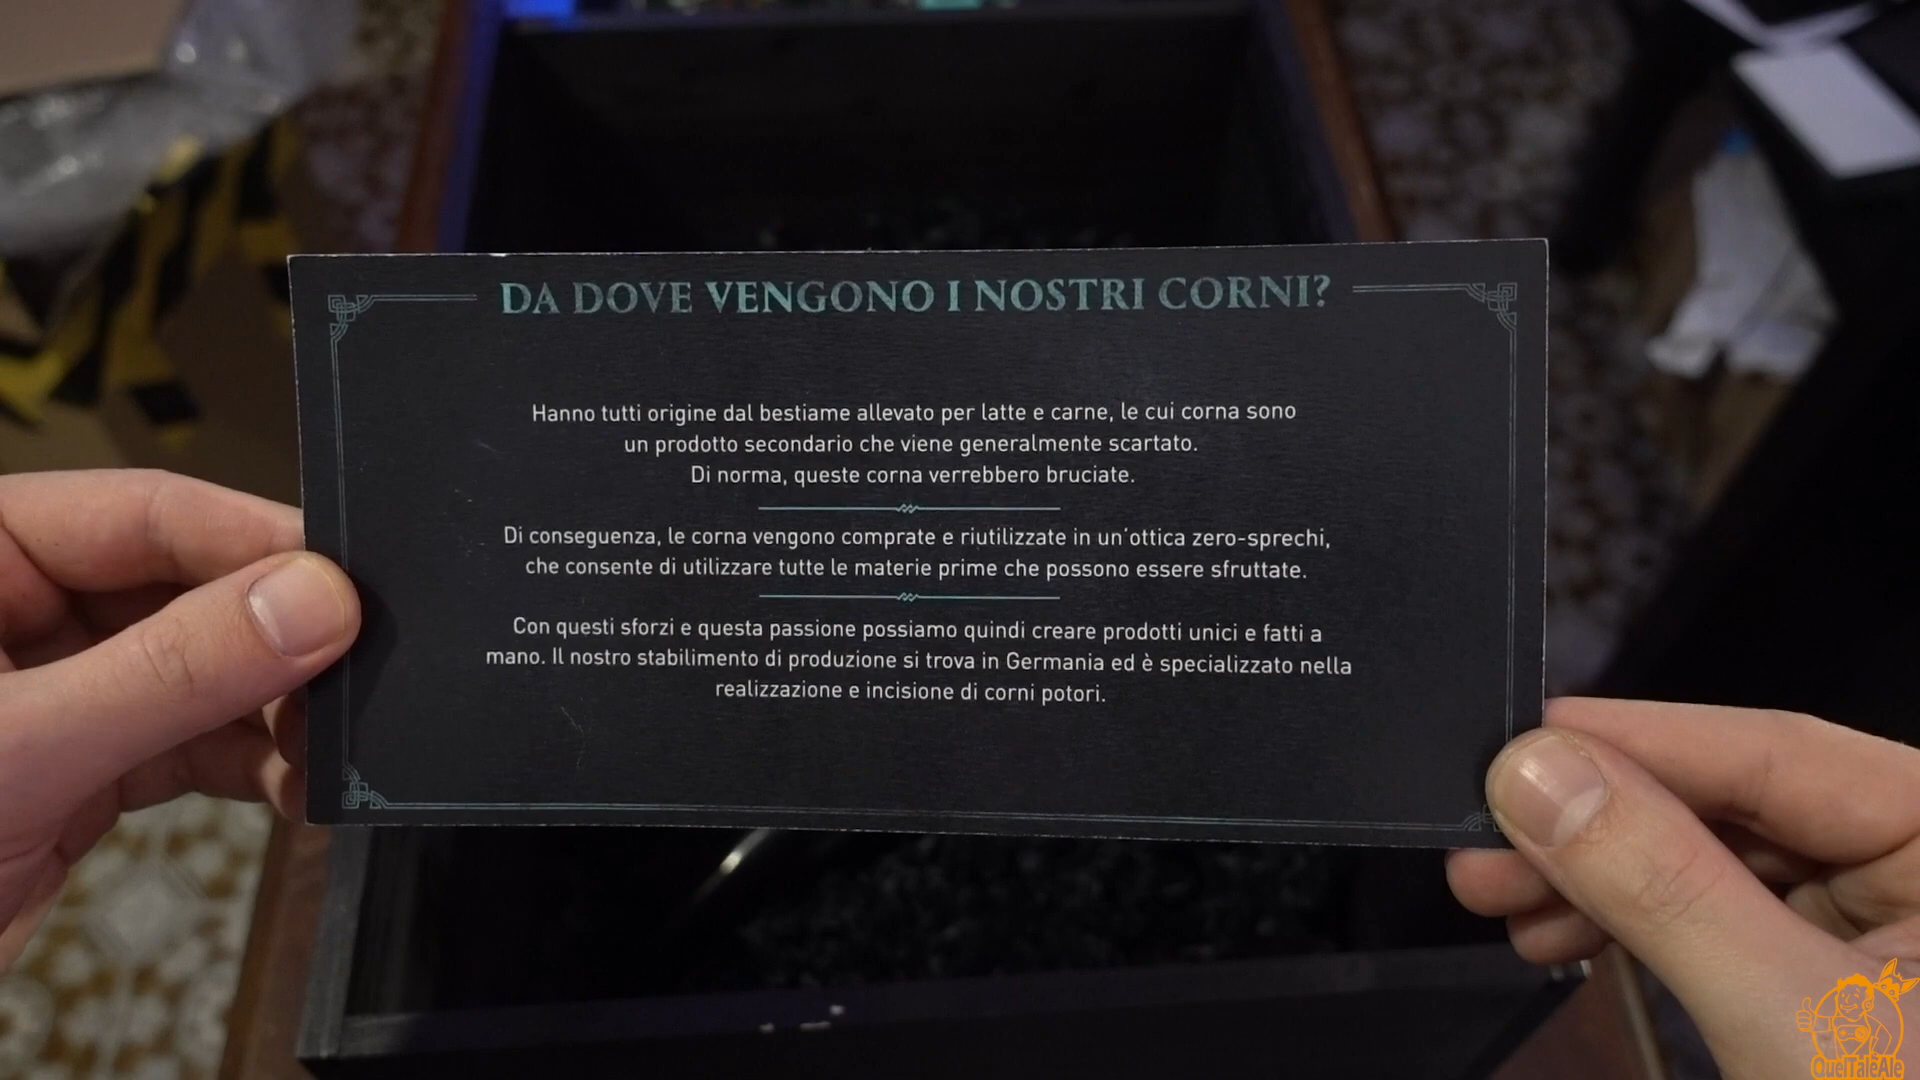 DA DOVE VENGONO I NOSTRI CORNI?
Hanno tutti origine dal bestiame allevato per latte e carne, le cui corna sono
un prodotto secondario che viene generalmente scartato.
Di norma, queste corna verrebbero bruciate.
Di conseguenza, le corna vengono comprate e riutilizzate in un'ottica zero-sprechi,
che consente di utilizzare tutte le materie prime che possono essere sfruttate.
Con questi sforzi e questa passione possiamo quindi creare prodotti unici e fatti a
mano. Il nostro stabilimento di produzione si trova in Germania ed è specializzato nella
realizzazione e incisione di corni potori.
QuelTaleAle